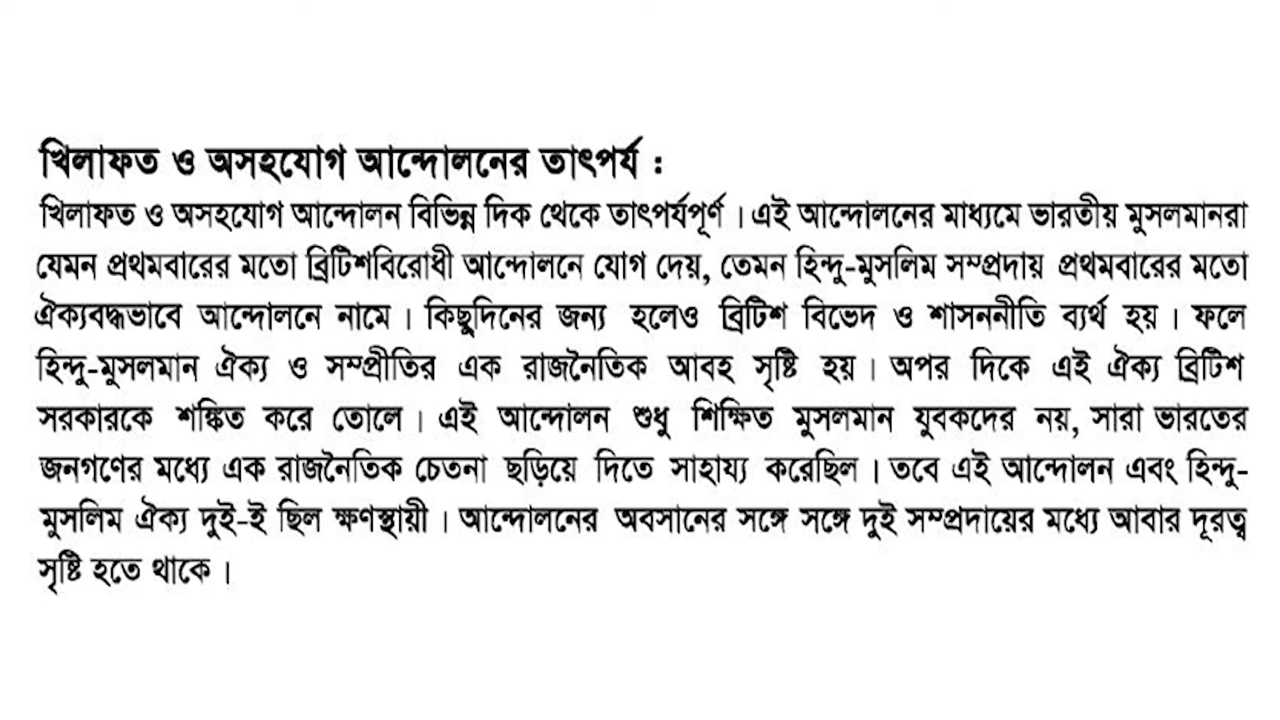 খিলাফত ও অসহযোগ আন্দোলনের তাৎপর্য :
খিলাফত ও অসহযোগ আন্দোলন বিভিন্ন দিক থেকে তাৎপর্যপূর্ণ । এই আন্দোলনের মাধ্যমে ভারতীয় মুসলমানরা
যেমন প্রথমবারের মতো ব্রিটিশবিরোধী আন্দোলনে যোগ দেয়, তেমন হিন্দু-মুসলিম সম্প্রদায় প্রথমবারের মতো
ঐক্যবদ্ধভাবে আন্দোলনে নামে । কিছুদিনের জন্য হলেও ব্রিটিশ বিভেদ ও শাসননীতি ব্যর্থ হয় । ফলে
হিন্দু-মুসলমান ঐক্য ও সম্প্রীতির এক রাজনৈতিক আবহ সৃষ্টি হয় । অপর দিকে এই ঐক্য ব্রিটিশ
সরকারকে শঙ্কিত করে তোলে । এই আন্দোলন শুধু শিক্ষিত মুসলমান যুবকদের নয়, সারা ভারতের
জনগণের মধ্যে এক রাজনৈতিক চেতনা ছড়িয়ে দিতে সাহায্য করেছিল । তবে এই আন্দোলন এবং হিন্দু-
মুসলিম ঐক্য দুই-ই ছিল ক্ষণস্থায়ী । আন্দোলনের অবসানের সঙ্গে সঙ্গে দুই সম্প্রদায়ের মধ্যে আবার দূরত্ব
সৃষ্টি হতে থাকে ।